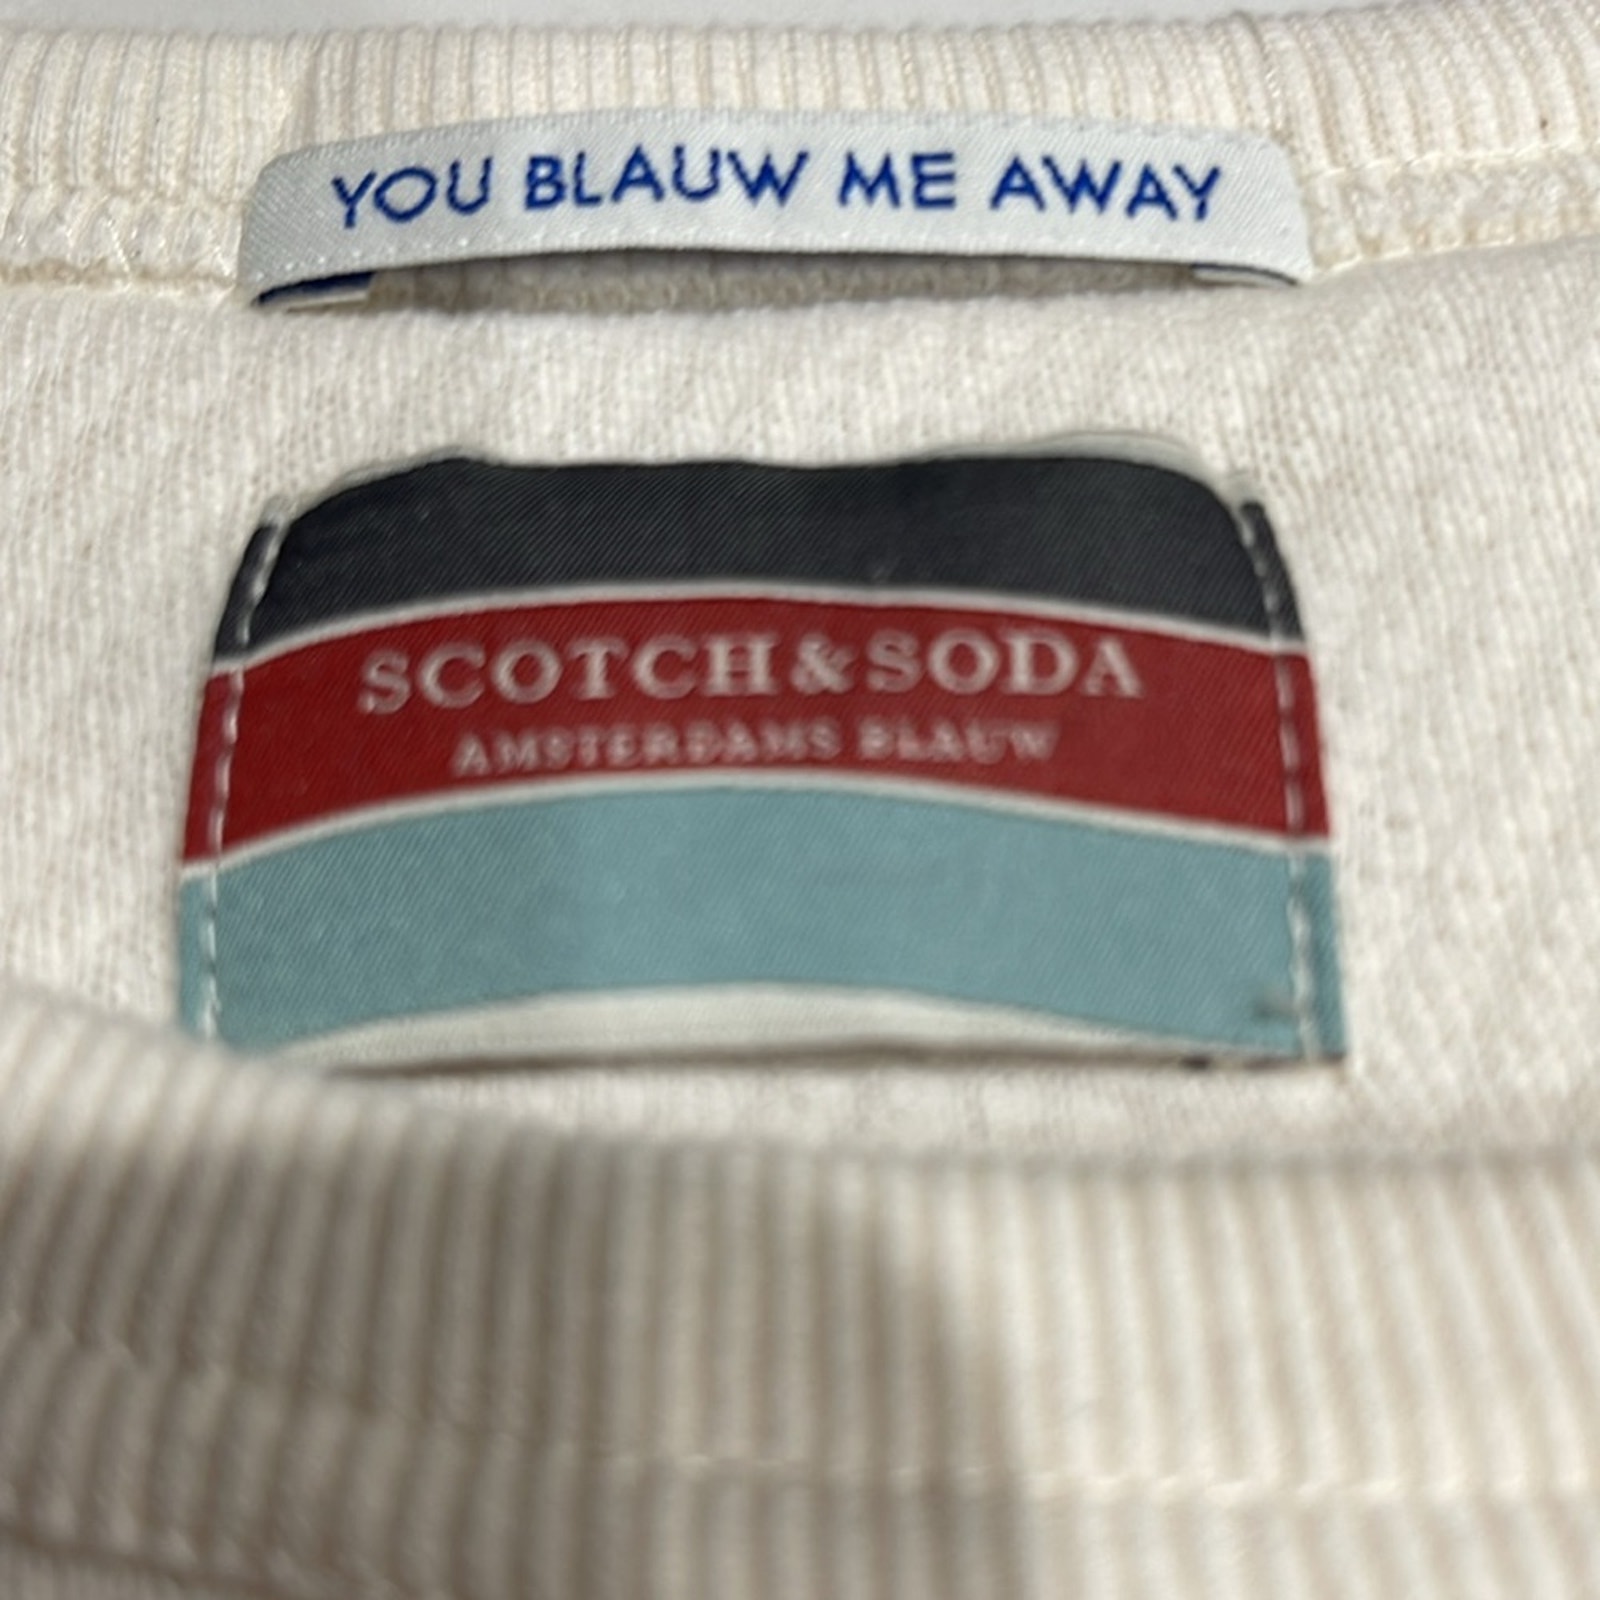 YOU BLAUW ME AWAY
SCOTCH & SODA
AMSTERDAMS BLAUW